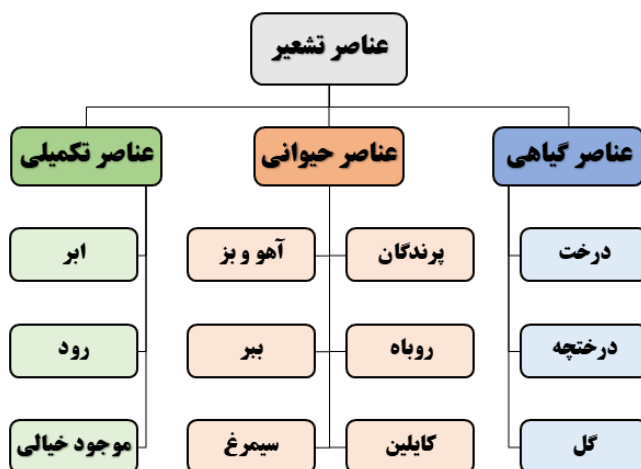 عناصر تشعیر
عناصر گیاهی
عناصر حیوانی
عناصر تکمیلی
درخت
پرندگان
آهو و بز
ابر
درختچه
روباه
ببر
رود
گل
کایلین
سیمرغ
موجود خیالی